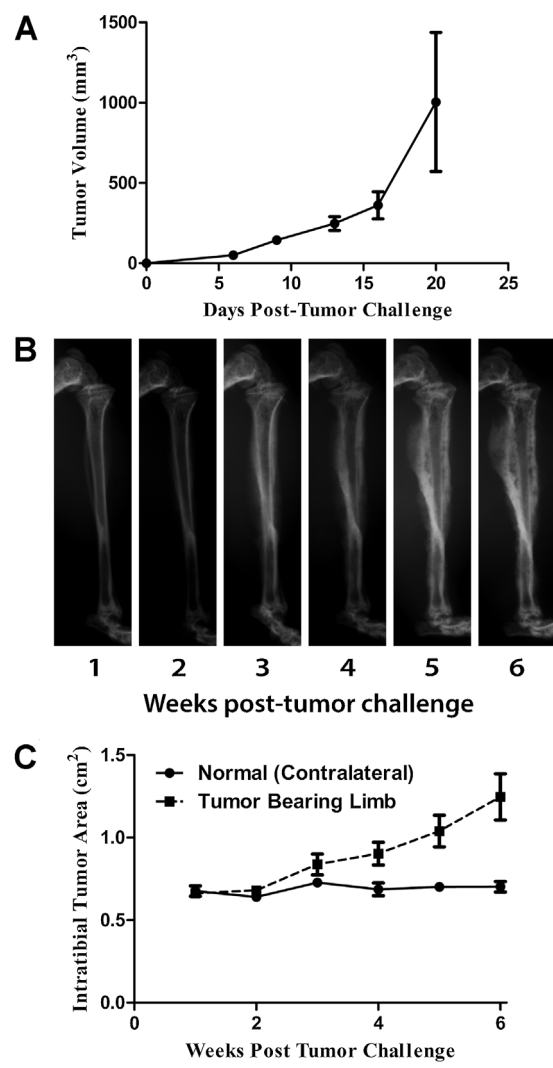 A
1500
1000
500
0
Tumor Volume (mm³)
0 5 10 15 20 25
Days Post-Tumor Challenge
B
1 2 3 4 5 6
Weeks post-tumor challenge
C
1.5
1.0
0.5
0.0
Intratibial Tumor Area (cm²)
Normal (Contralateral)
Tumor Bearing Limb
0 2 4 6
Weeks Post Tumor Challenge